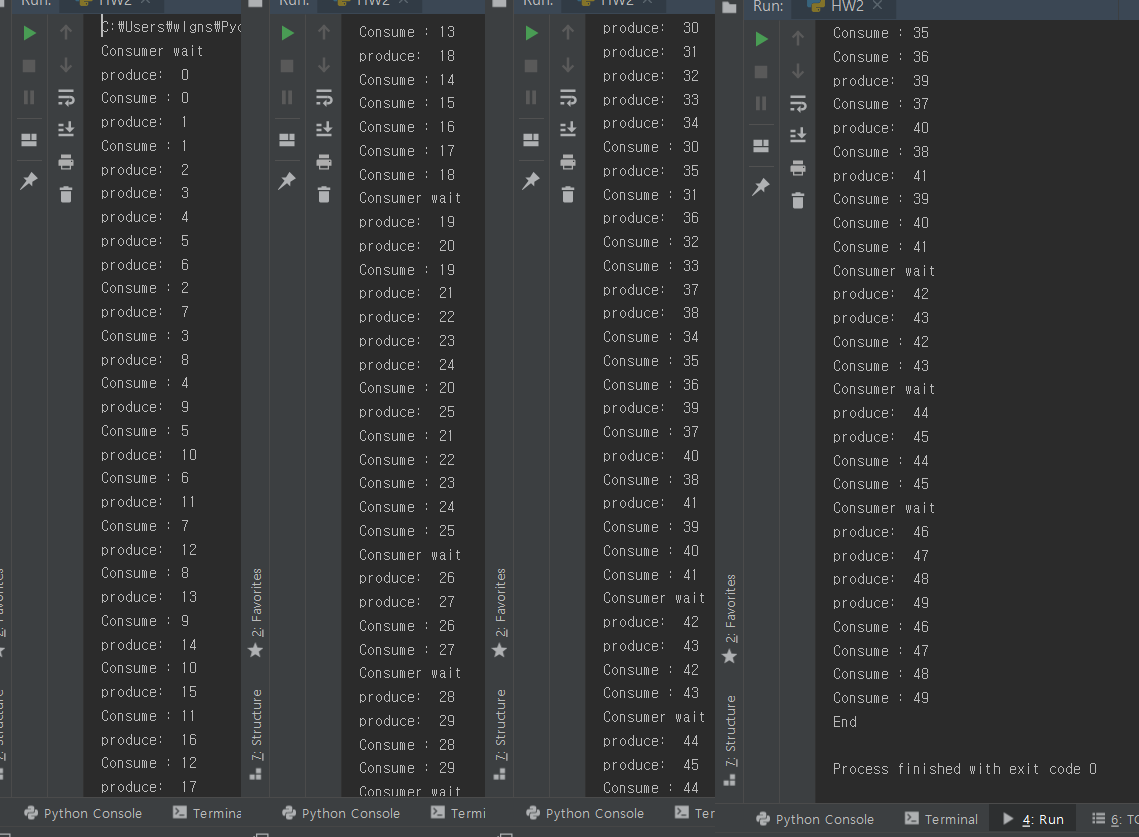 Run:
HW2
C:\Users\wlgns\Pyc
Consumer wait
produce:  0
Consume : 0
produce:  1
Consume : 1
produce:  2
produce:  3
produce:  4
produce:  5
produce:  6
Consume : 2
produce:  7
Consume : 3
produce:  8
Consume : 4
produce:  9
Consume : 5
produce:  10
Consume : 6
produce:  11
Consume : 7
produce:  12
Consume : 8
produce:  13
Consume : 9
produce:  14
Consume : 10
produce:  15
Consume : 11
produce:  16
Consume : 12
produce:  17
Python Console
Termina
Run:
HW2
Consume : 13
produce:  18
Consume : 14
Consume : 15
Consume : 16
Consume : 17
Consume : 18
Consumer wait
produce:  19
produce:  20
Consume : 19
produce:  21
produce:  22
produce:  23
produce:  24
Consume : 20
produce:  25
Consume : 21
Consume : 22
Consume : 23
Consume : 24
Consume : 25
Consumer wait
produce:  26
produce:  27
Consume : 26
Consume : 27
Consumer wait
produce:  28
produce:  29
Consume : 28
Consume : 29
Consumer wait
2: Favorites
7: Structure
Python Console
Termi
Run:
HW2
produce:  30
produce:  31
produce:  32
produce:  33
produce:  34
Consume : 30
produce:  35
Consume : 31
produce:  36
Consume : 32
Consume : 33
produce:  37
produce:  38
Consume : 34
Consume : 35
Consume : 36
produce:  39
Consume : 37
produce:  40
Consume : 38
produce:  41
Consume : 39
Consume : 40
Consume : 41
Consumer wait
produce:  42
produce:  43
Consume : 42
Consume : 43
Consumer wait
produce:  44
produce:  45
Consume : 44
2: Favorites
7: Structure
Python Console
Ter
Run:
HW2
Consume : 35
Consume : 36
produce:  39
Consume : 37
produce:  40
Consume : 38
produce:  41
Consume : 39
Consume : 40
Consume : 41
Consumer wait
produce:  42
produce:  43
Consume : 42
Consume : 43
Consumer wait
produce:  44
produce:  45
Consume : 44
Consume : 45
Consumer wait
produce:  46
produce:  47
produce:  48
produce:  49
Consume : 46
Consume : 47
Consume : 48
Consume : 49
End
Process finished with exit code 0
2: Favorites
7: Structure
Python Console
Terminal
4: Run
6: TO